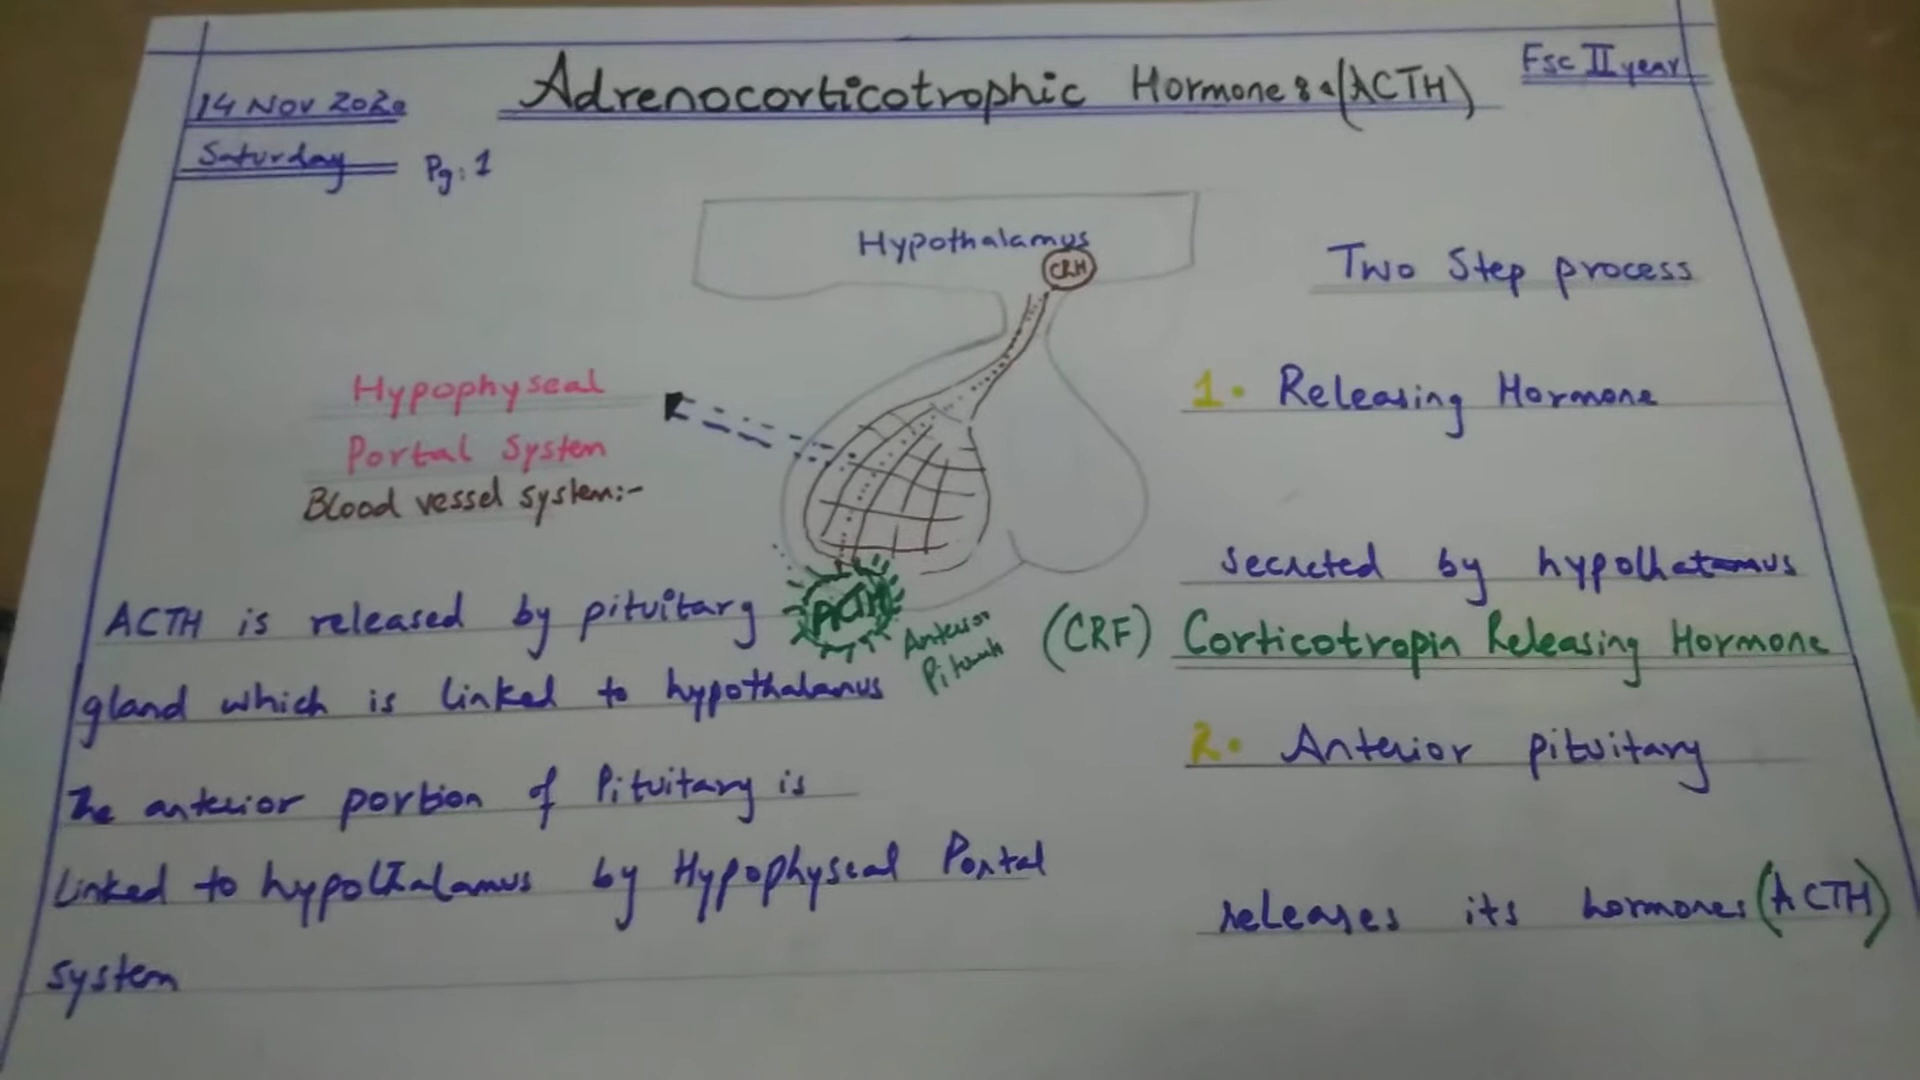 14 Nov 2020
Saturday
Pg: 1
Adrenocorticotrophic Hormone :- (ACTH)
Fsc II year
Hypothalamus
CRH
Hypophyseal
Portal System
Blood vessel system:-
ACTH
Anterior
ACTH is released by pituitary
gland which is linked to hypothalamus
The anterior portion of Pituitary is
Linked to hypothalamus by Hypophyseal Portal
system
Two Step process
1. Releasing Hormone
secreted by hypothatamus
(CRF) Corticotropin Releasing Hormone
2. Anterior pituitary
releases its hormones (ACTH)